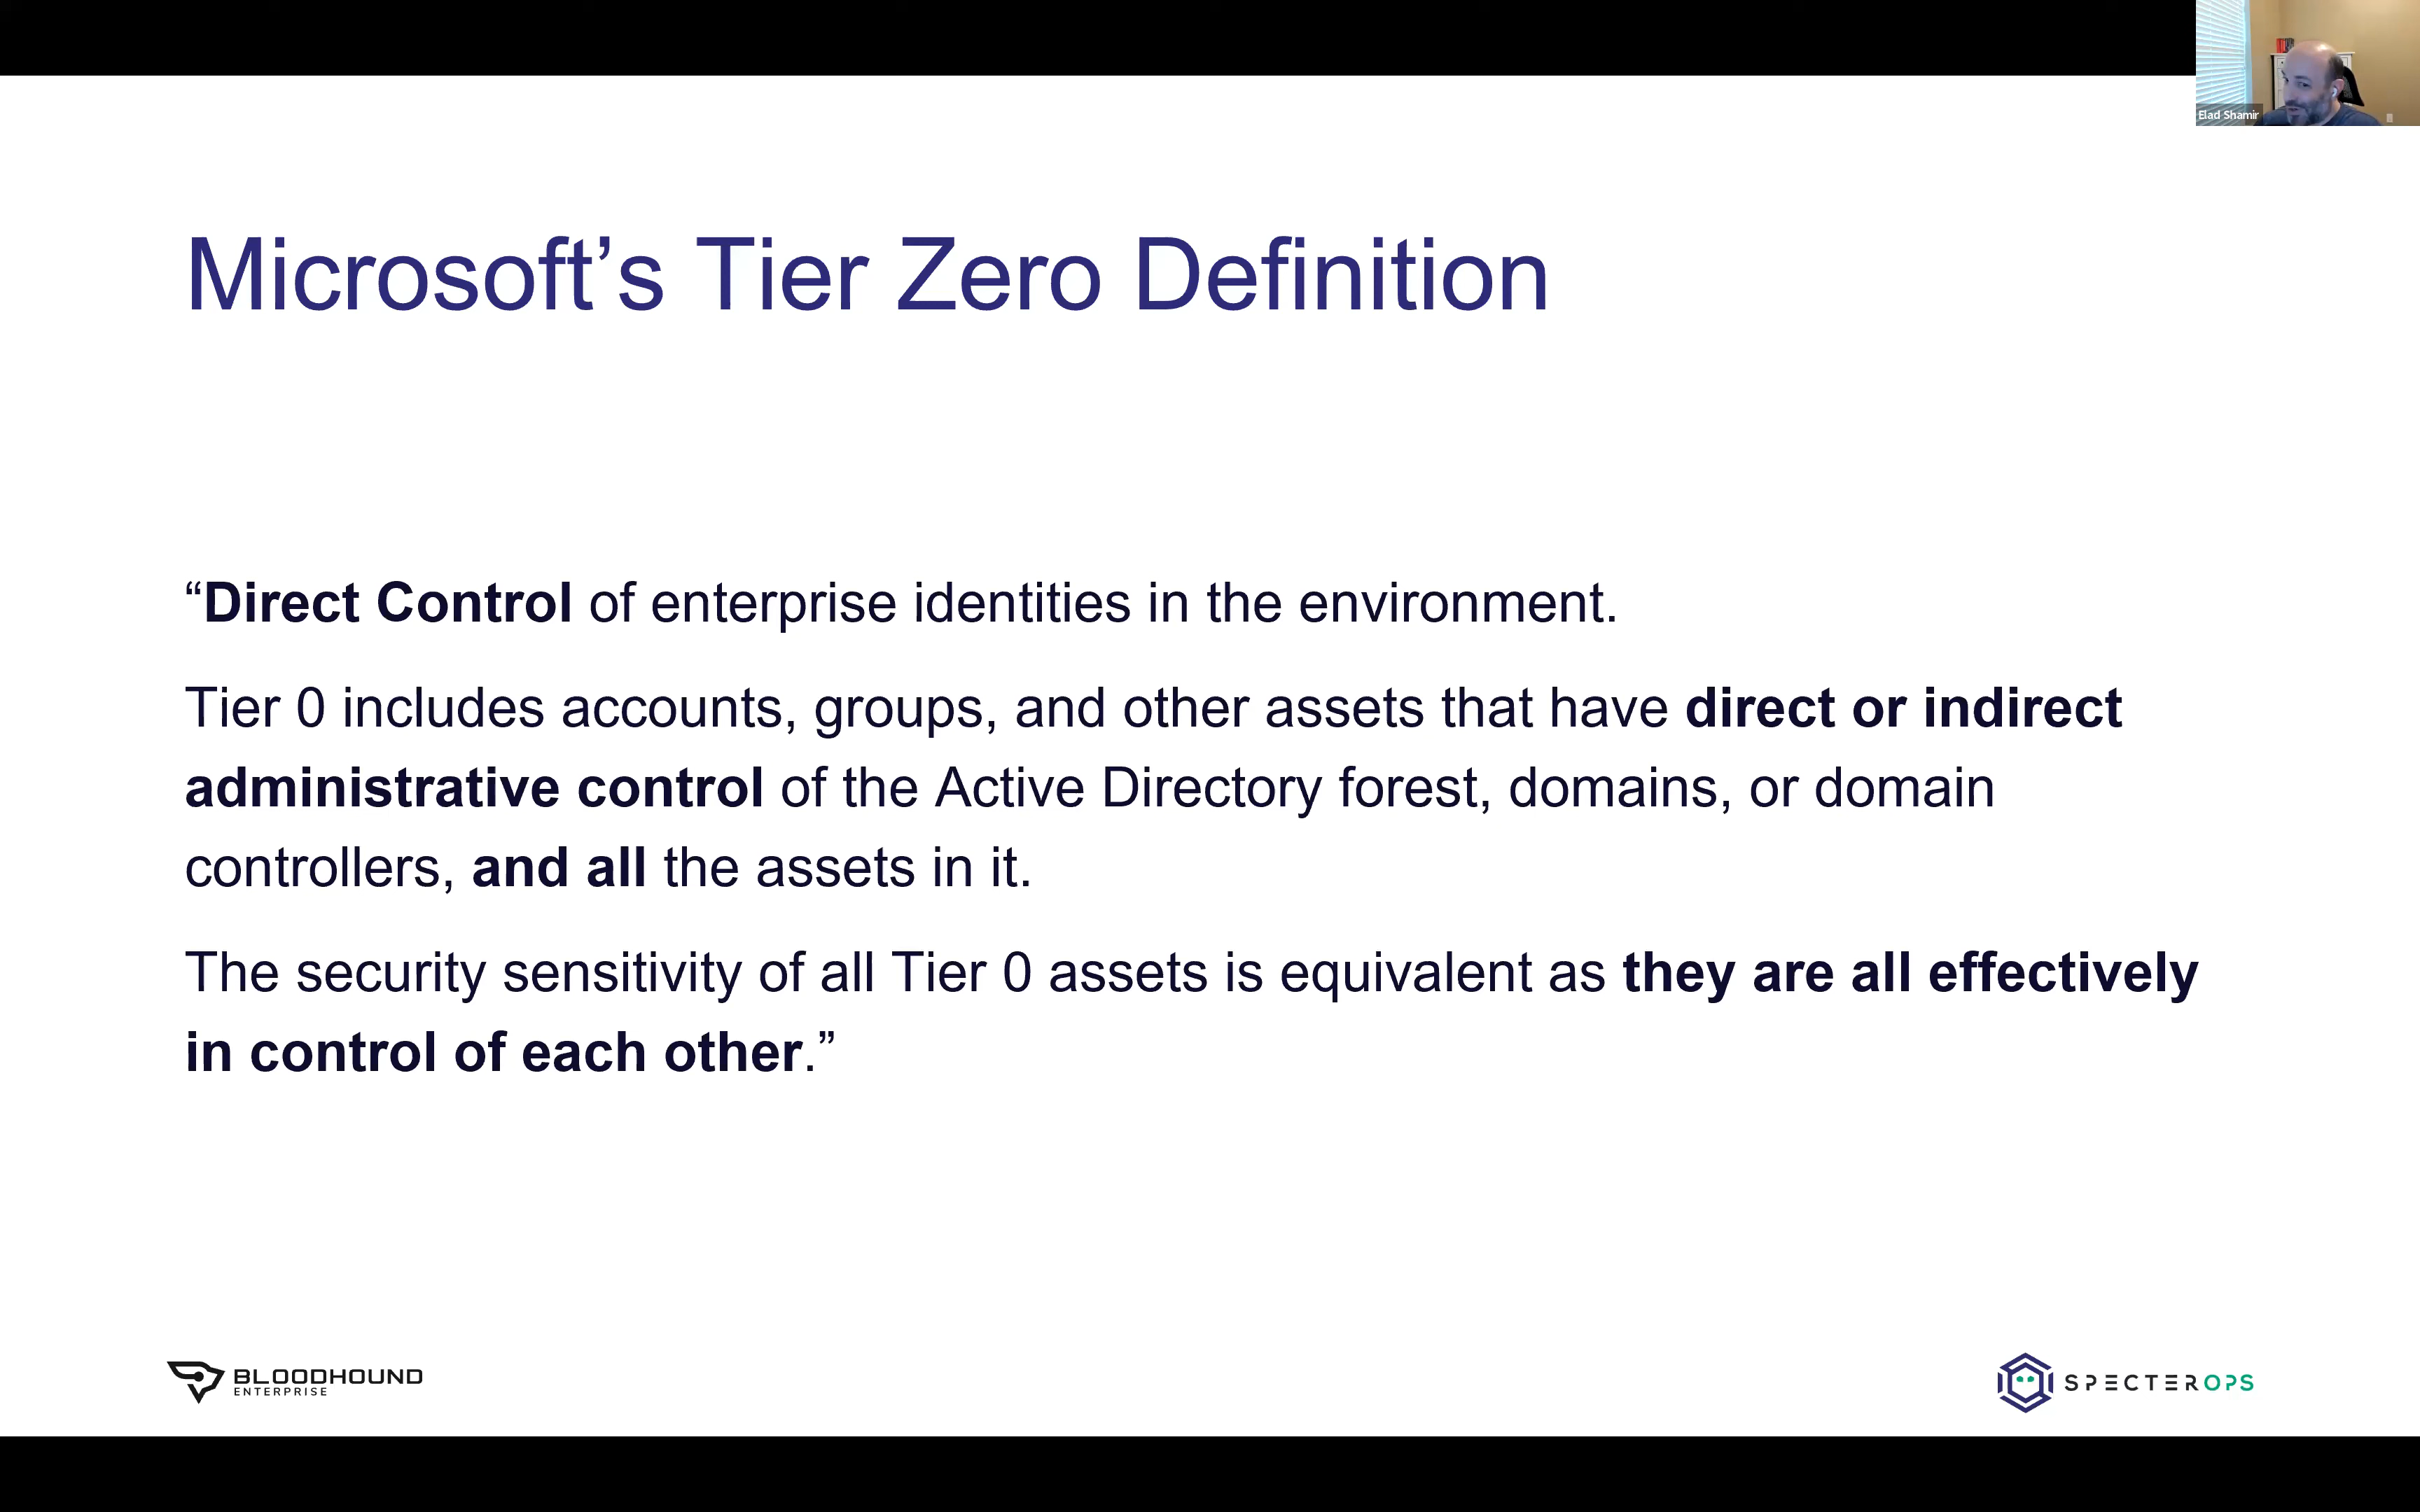 Elad Shamir
Microsoft’s Tier Zero Definition
“Direct Control of enterprise identities in the environment.
Tier 0 includes accounts, groups, and other assets that have direct or indirect
administrative control of the Active Directory forest, domains, or domain
controllers, and all the assets in it.
The security sensitivity of all Tier 0 assets is equivalent as they are all effectively
in control of each other.”
BLOODHOUND
ENTERPRISE
SPECTEROPS